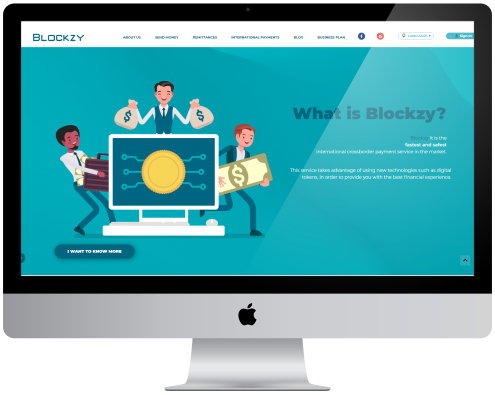 BLOCKZY
ABOUT US SEND MONEY REMITTANCES INTERNATIONAL PAYMENTS BLOG BUSINESS PLAN LANGUAGE Sign In
What is Blockzy?
Blockzy it is the
fastest and safest
international crossborder payment service in the market.
This service takes advantage of using new technologies such as digital
tokens, in order to provide you with the best financial experience.
$ $
$
I WANT TO KNOW MORE